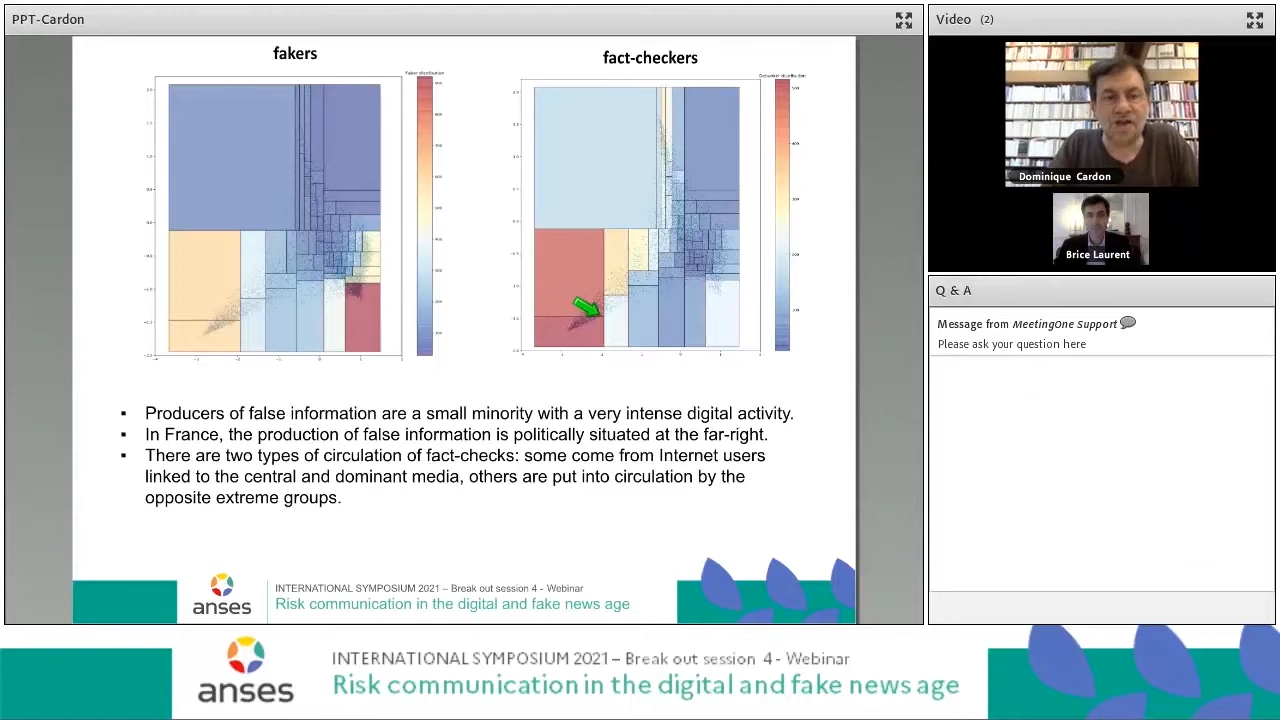 PPT-Cardon
fakers
fact-checkers
▪ Producers of false information are a small minority with a very intense digital activity.
▪ In France, the production of false information is politically situated at the far-right.
▪ There are two types of circulation of fact-checks: some come from Internet users
linked to the central and dominant media, others are put into circulation by the
opposite extreme groups.
anses
INTERNATIONAL SYMPOSIUM 2021 – Break out session 4 - Webinar
Risk communication in the digital and fake news age
Video (2)
Dominique Cardon
Brice Laurent
Q & A
Message from MeetingOne Support
Please ask your question here
anses
INTERNATIONAL SYMPOSIUM 2021 – Break out session 4 - Webinar
Risk communication in the digital and fake news age